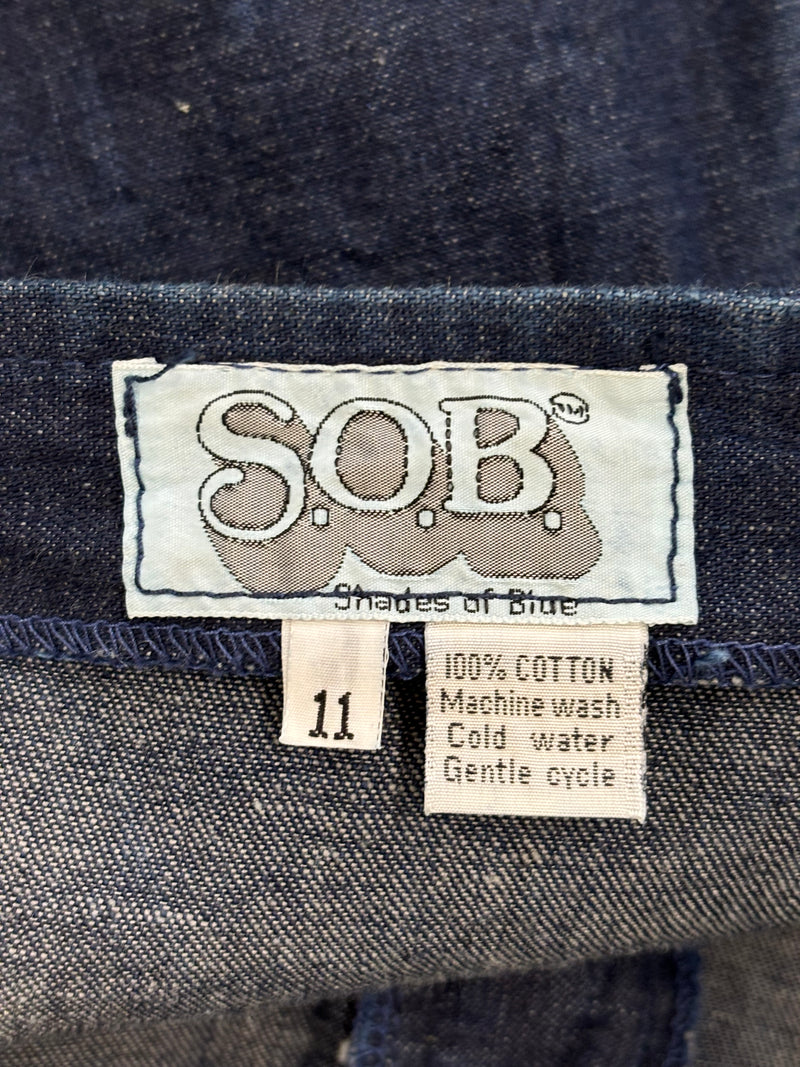 S.O.B.™
Shades of Blue
11
100% COTTON
Machine wash
Cold water
Gentle cycle